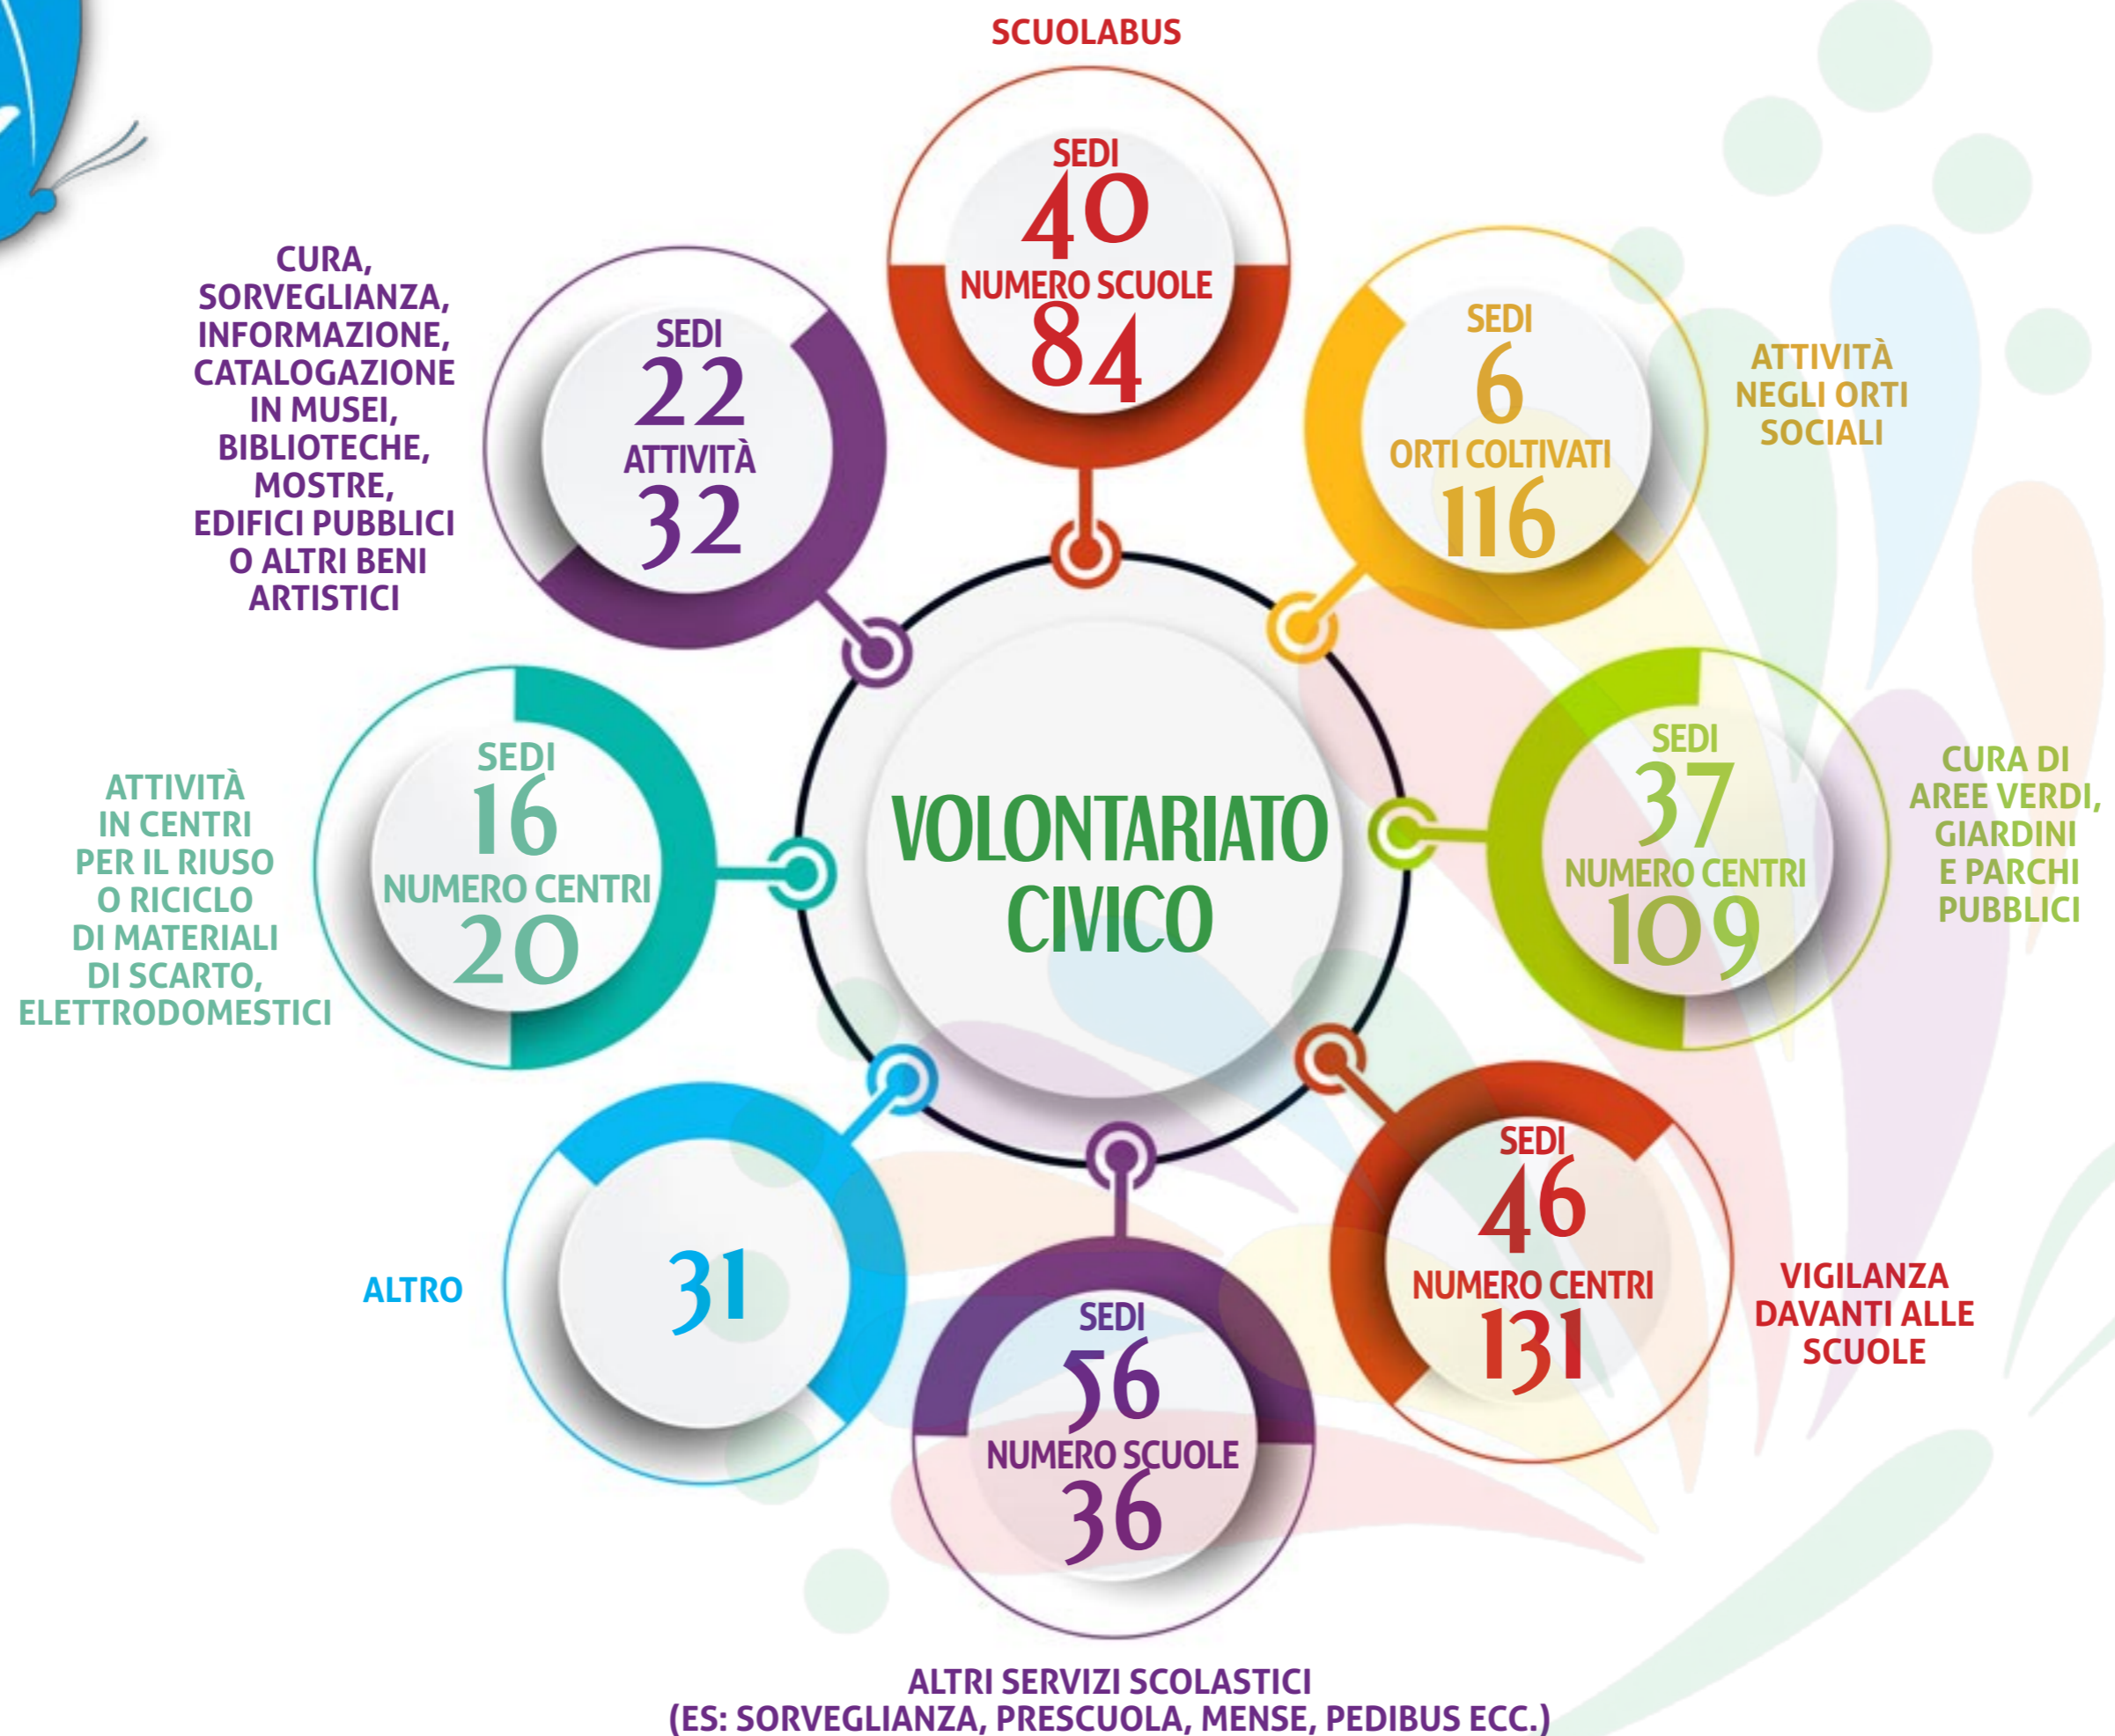 SCUOLABUS
SEDI
40
NUMERO SCUOLE
84
CURA,
SORVEGLIANZA,
INFORMAZIONE,
CATALOGAZIONE
IN MUSEI,
BIBLIOTECHE,
MOSTRE,
EDIFICI PUBBLICI
O ALTRI BENI
ARTISTICI
SEDI
22
ATTIVITÀ
32
SEDI
6
ORTI COLTIVATI
116
ATTIVITÀ
NEGLI ORTI
SOCIALI
ATTIVITÀ
IN CENTRI
PER IL RIUSO
O RICICLO
DI MATERIALI
DI SCARTO,
ELETTRODOMESTICI
SEDI
16
NUMERO CENTRI
20
VOLONTARIATO
CIVICO
SEDI
37
NUMERO CENTRI
109
CURA DI
AREE VERDI,
GIARDINI
E PARCHI
PUBBLICI
ALTRO
31
SEDI
46
NUMERO CENTRI
131
VIGILANZA
DAVANTI ALLE
SCUOLE
SEDI
56
NUMERO SCUOLE
36
ALTRI SERVIZI SCOLASTICI
(ES: SORVEGLIANZA, PRESCUOLA, MENSE, PEDIBUS ECC.)